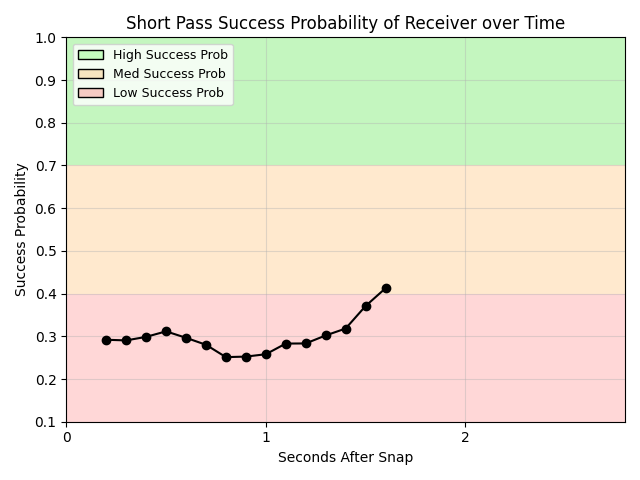 Short Pass Success Probability of Receiver over Time
High Success Prob
Med Success Prob
Low Success Prob
Success Probability
1.0
0.9
0.8
0.7
0.6
0.5
0.4
0.3
0.2
0.1
0 1 2
Seconds After Snap